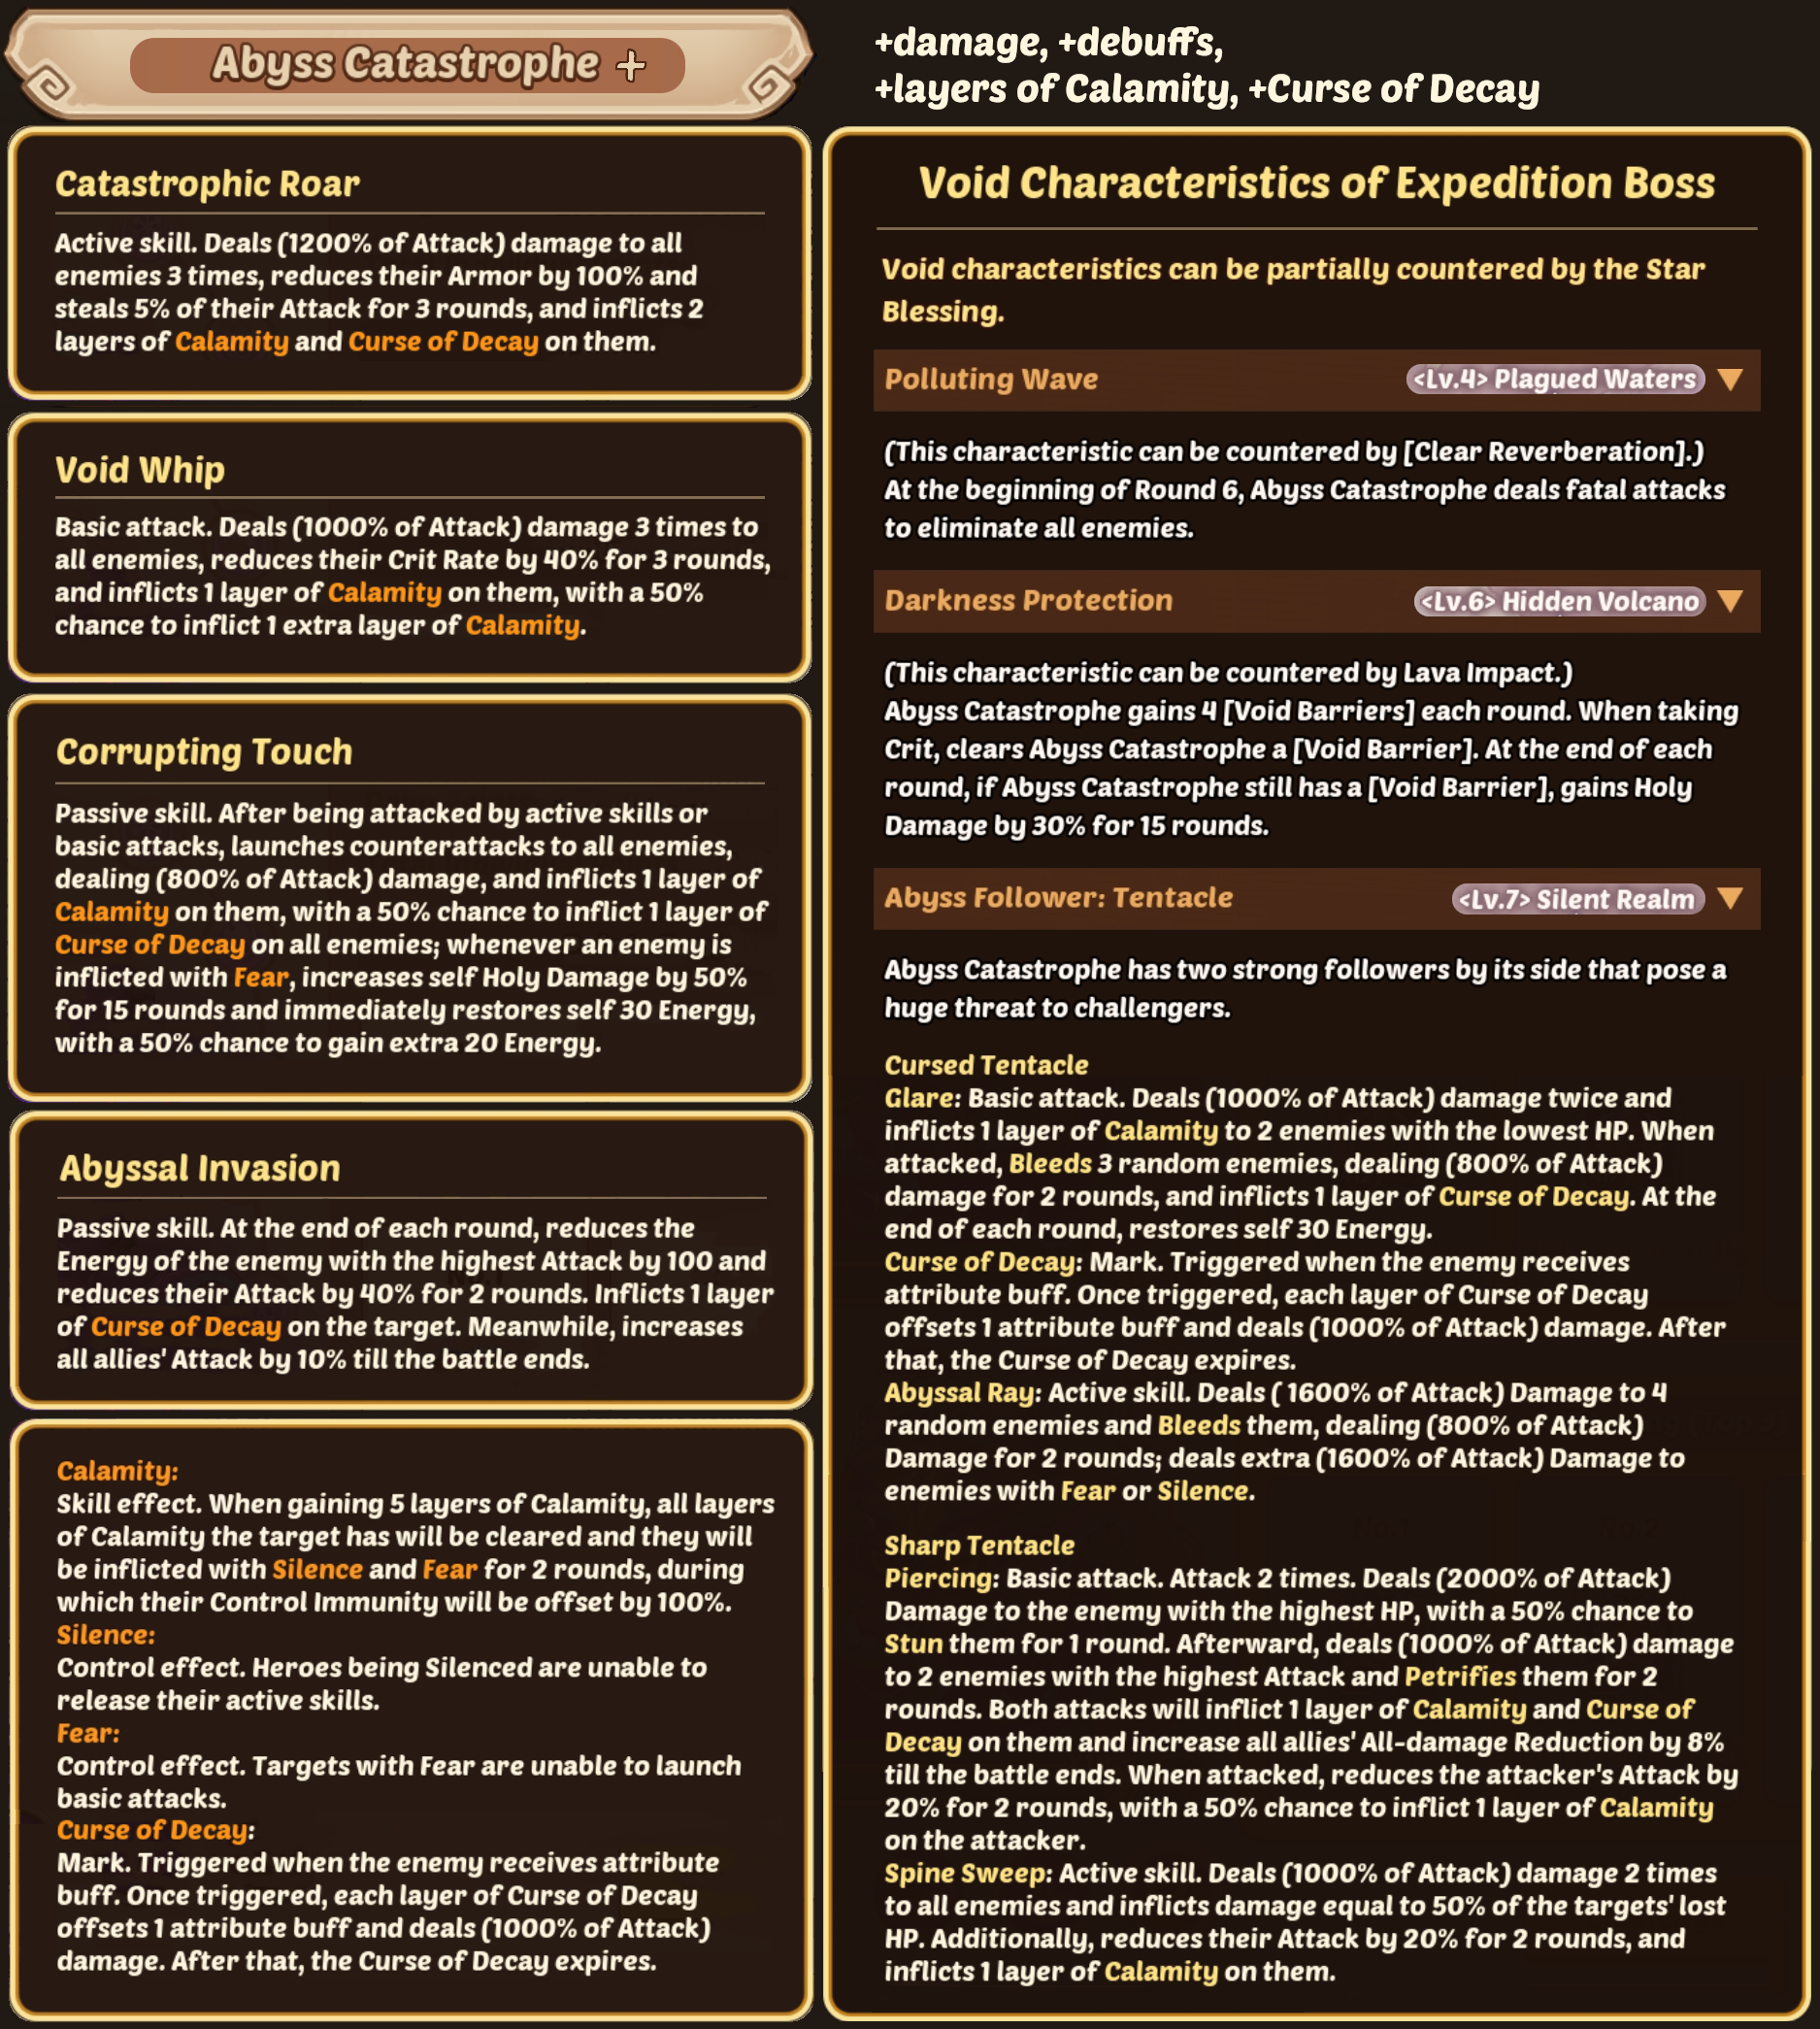 Abyss Catastrophe +
+damage, +debuffs,
+layers of Calamity, +Curse of Decay
Catastrophic Roar
Active skill. Deals (1200% of Attack) damage to all
enemies 3 times, reduces their Armor by 100% and
steals 5% of their Attack for 3 rounds, and inflicts 2
layers of Calamity and Curse of Decay on them.
Void Whip
Basic attack. Deals (1000% of Attack) damage 3 times to
all enemies, reduces their Crit Rate by 40% for 3 rounds,
and inflicts 1 layer of Calamity on them, with a 50%
chance to inflict 1 extra layer of Calamity.
Corrupting Touch
Passive skill. After being attacked by active skills or
basic attacks, launches counterattacks to all enemies,
dealing (800% of Attack) damage, and inflicts 1 layer of
Calamity on them, with a 50% chance to inflict 1 layer of
Curse of Decay on all enemies; whenever an enemy is
inflicted with Fear, increases self Holy Damage by 50%
for 15 rounds and immediately restores self 30 Energy,
with a 50% chance to gain extra 20 Energy.
Abyssal Invasion
Passive skill. At the end of each round, reduces the
Energy of the enemy with the highest Attack by 100 and
reduces their Attack by 40% for 2 rounds. Inflicts 1 layer
of Curse of Decay on the target. Meanwhile, increases
all allies' Attack by 10% till the battle ends.
Calamity:
Skill effect. When gaining 5 layers of Calamity, all layers
of Calamity the target has will be cleared and they will
be inflicted with Silence and Fear for 2 rounds, during
which their Control Immunity will be offset by 100%.
Silence:
Control effect. Heroes being Silenced are unable to
release their active skills.
Fear:
Control effect. Targets with Fear are unable to launch
basic attacks.
Curse of Decay:
Mark. Triggered when the enemy receives attribute
buff. Once triggered, each layer of Curse of Decay
offsets 1 attribute buff and deals (1000% of Attack)
damage. After that, the Curse of Decay expires.
Void Characteristics of Expedition Boss
Void characteristics can be partially countered by the Star
Blessing.
Polluting Wave <Lv.4> Plagued Waters
(This characteristic can be countered by [Clear Reverberation].)
At the beginning of Round 6, Abyss Catastrophe deals fatal attacks
to eliminate all enemies.
Darkness Protection <Lv.6> Hidden Volcano
(This characteristic can be countered by Lava Impact.)
Abyss Catastrophe gains 4 [Void Barriers] each round. When taking
Crit, clears Abyss Catastrophe a [Void Barrier]. At the end of each
round, if Abyss Catastrophe still has a [Void Barrier], gains Holy
Damage by 30% for 15 rounds.
Abyss Follower: Tentacle <Lv.7> Silent Realm
Abyss Catastrophe has two strong followers by its side that pose a
huge threat to challengers.
Cursed Tentacle
Glare: Basic attack. Deals (1000% of Attack) damage twice and
inflicts 1 layer of Calamity to 2 enemies with the lowest HP. When
attacked, Bleeds 3 random enemies, dealing (800% of Attack)
damage for 2 rounds, and inflicts 1 layer of Curse of Decay. At the
end of each round, restores self 30 Energy.
Curse of Decay: Mark. Triggered when the enemy receives
attribute buff. Once triggered, each layer of Curse of Decay
offsets 1 attribute buff and deals (1000% of Attack) damage. After
that, the Curse of Decay expires.
Abyssal Ray: Active skill. Deals ( 1600% of Attack) Damage to 4
random enemies and Bleeds them, dealing (800% of Attack)
Damage for 2 rounds; deals extra (1600% of Attack) Damage to
enemies with Fear or Silence.
Sharp Tentacle
Piercing: Basic attack. Attack 2 times. Deals (2000% of Attack)
Damage to the enemy with the highest HP, with a 50% chance to
Stun them for 1 round. Afterward, deals (1000% of Attack) damage
to 2 enemies with the highest Attack and Petrifies them for 2
rounds. Both attacks will inflict 1 layer of Calamity and Curse of
Decay on them and increase all allies' All-damage Reduction by 8%
till the battle ends. When attacked, reduces the attacker's Attack by
20% for 2 rounds, with a 50% chance to inflict 1 layer of Calamity
on the attacker.
Spine Sweep: Active skill. Deals (1000% of Attack) damage 2 times
to all enemies and inflicts damage equal to 50% of the targets' lost
HP. Additionally, reduces their Attack by 20% for 2 rounds, and
inflicts 1 layer of Calamity on them.